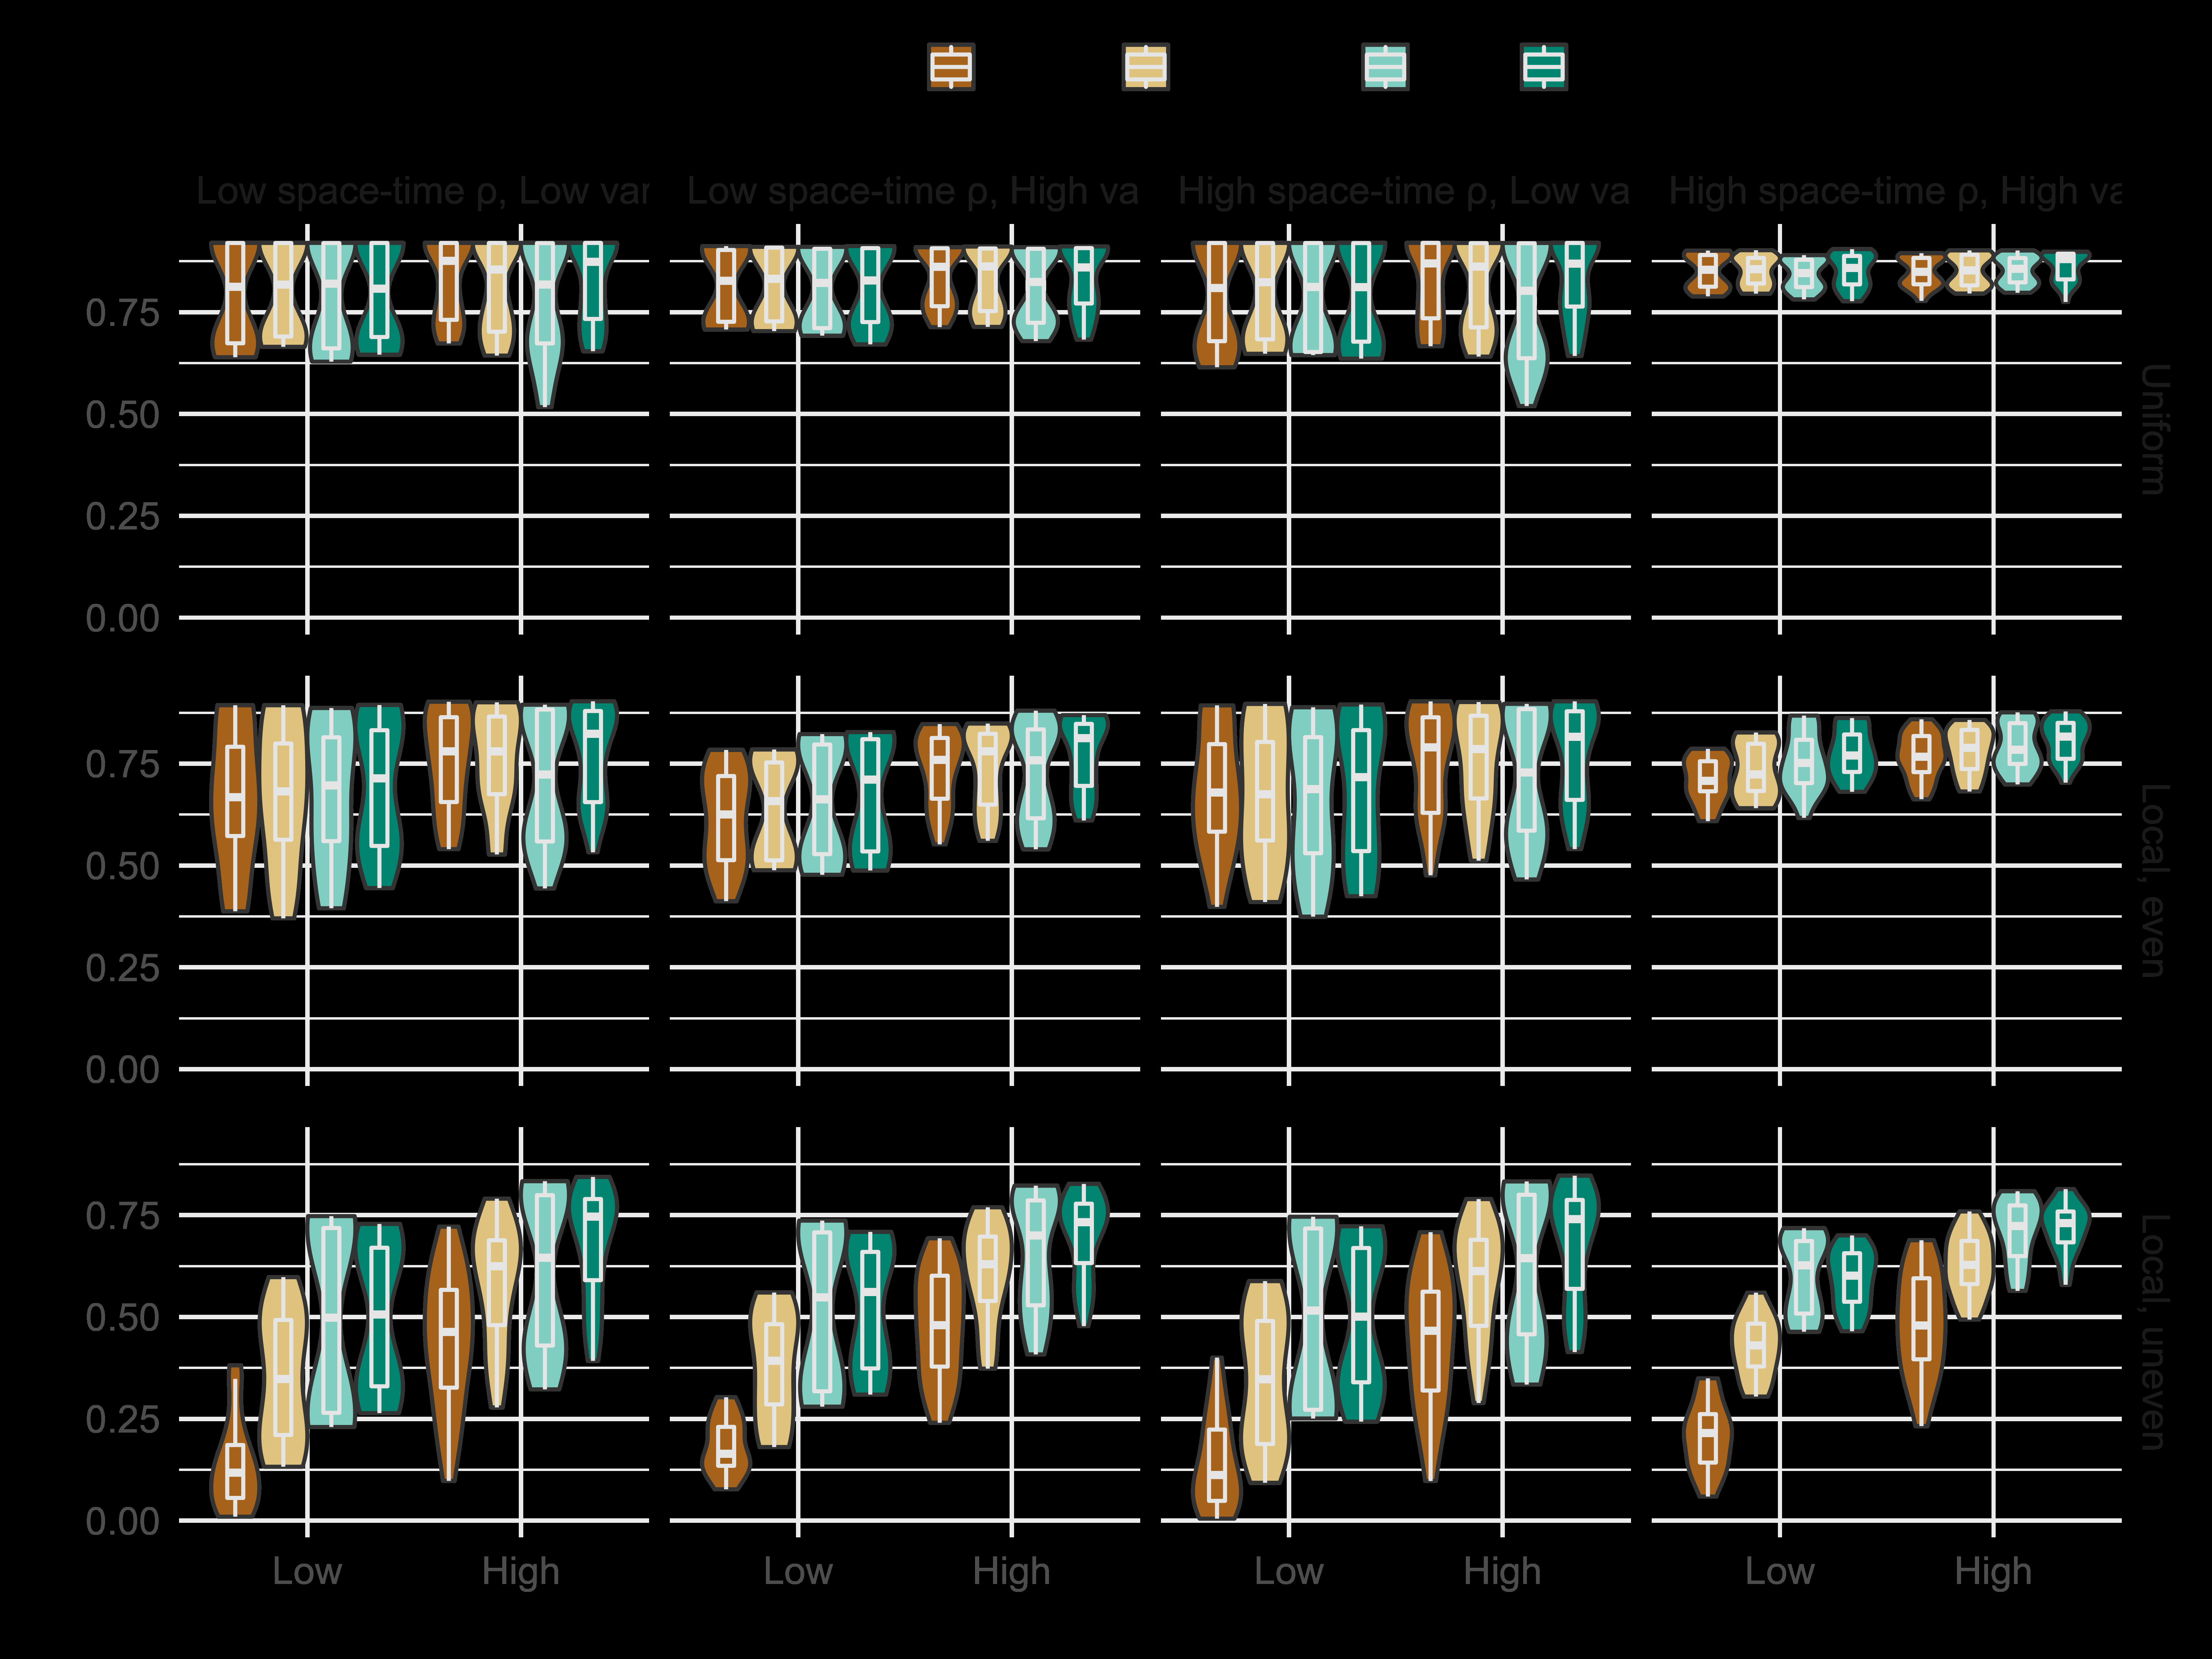 Low space-time ρ, Low var
Low space-time ρ, High va
High space-time ρ, Low va
High space-time ρ, High va
0.75
0.50
0.25
0.00
Uniform
0.75
0.50
0.25
0.00
Local, even
0.75
0.50
0.25
0.00
Local, uneven
Low
High
Low
High
Low
High
Low
High